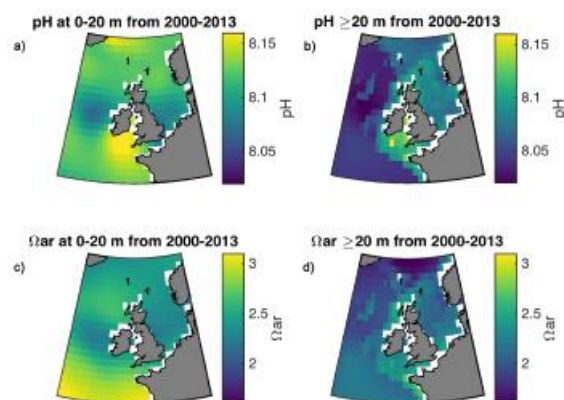 pH at 0-20 m from 2000-2013
a)
8.15
8.1
8.05
pH
pH ≥20 m from 2000-2013
b)
8.15
8.1
8.05
pH
Ωar at 0-20 m from 2000-2013
c)
3
2.5
2
Ωar
Ωar ≥20 m from 2000-2013
d)
3
2.5
2
Ωar